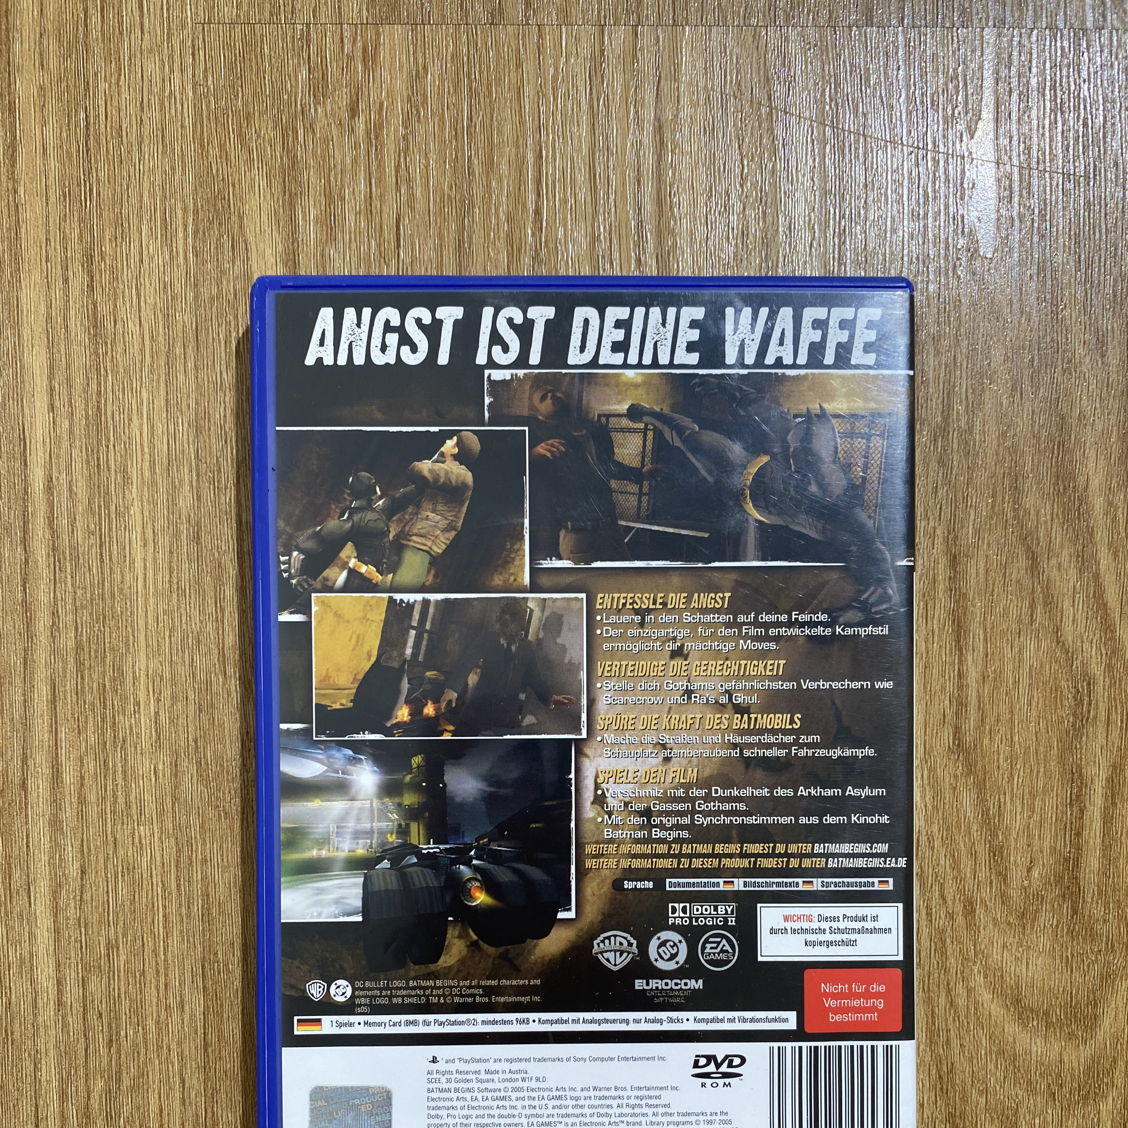 ANGST IST DEINE WAFFE
ENTFESSLE DIE ANGST
• Lauere in den Schatten auf deine Feinde.
• Der einzigartige, für den Film entwickelte Kampfstil
ermöglicht dir mächtige Moves.
VERTEIDIGE DIE GERECHTIGKEIT
• Stelle dich Gothams gefährlichsten Verbrechern wie
Scarecrow und Ra's al Ghul.
SPÜRE DIE KRAFT DES BATMOBILS
• Mache die Straßen und Häuserdächer zum
Schauplatz atemberaubend schneller Fahrzeugkämpfe.
SPIELE DEN FILM
• Verschmilz mit der Dunkelheit des Arkham Asylum
und der Gassen Gothams.
• Mit den original Synchronstimmen aus dem Kinohit
Batman Begins.
WEITERE INFORMATION ZU BATMAN BEGINS FINDEST DU UNTER BATMANBEGINS.COM
WEITERE INFORMATIONEN ZU DIESEM PRODUKT FINDEST DU UNTER BATMANBEGINS.EA.DE
Sprache Dokumentation Bildschirmtexte Sprachausgabe
DOLBY
PRO LOGIC II
WICHTIG: Dieses Produkt ist
durch technische Schutzmaßnahmen
kopiergeschützt
WB DC EA
GAMES
EUROCOM
ENTERTAINMENT
SOFTWARE
Nicht für die
Vermietung
bestimmt
WB DC
DC BULLET LOGO, BATMAN BEGINS and all related characters and
elements are trademarks of and © DC Comics.
WBIE LOGO, WB SHIELD: TM & © Warner Bros. Entertainment Inc.
(s05)
1 Spieler • Memory Card (8MB) (für PlayStation®2): mindestens 96KB • Kompatibel mit Analogsteuerung: nur Analog-Sticks • Kompatibel mit Vibrationsfunktion
" and "PlayStation" are registered trademarks of Sony Computer Entertainment Inc.
All Rights Reserved. Made in Austria.
SCEE, 30 Golden Square, London W1F 9LD.
BATMAN BEGINS Software © 2005 Electronic Arts Inc. and Warner Bros. Entertainment Inc.
Electronic Arts, EA, EA GAMES, and the EA GAMES logo are trademarks or registered
trademarks of Electronic Arts Inc. in the U.S. and/or other countries. All Rights Reserved.
Dolby, Pro Logic and the double-D symbol are trademarks of Dolby Laboratories. All other trademarks are the
property of their respective owners. EA GAMES™ is an Electronic Arts™ brand. Library programs © 1997-2005
DVD
ROM